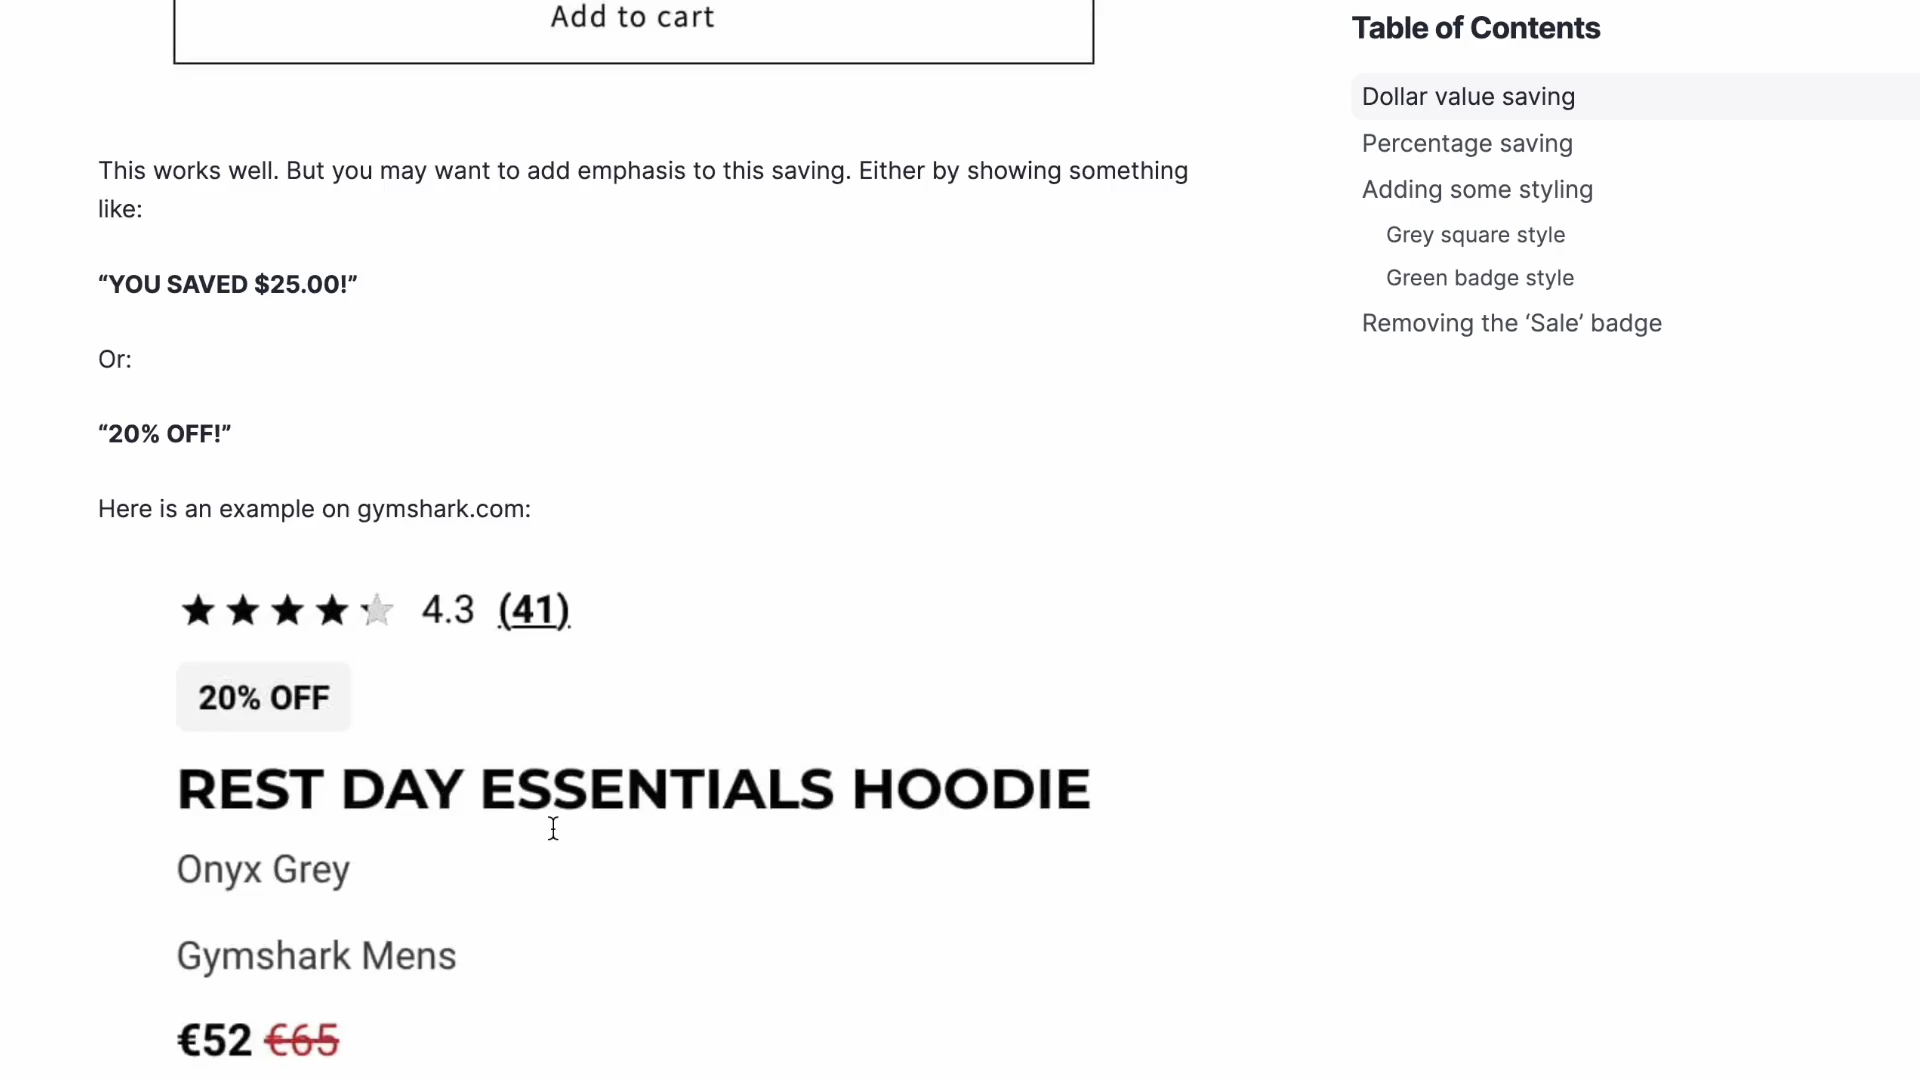 Add to cart
This works well. But you may want to add emphasis to this saving. Either by showing something
like:
“YOU SAVED $25.00!”
Or:
“20% OFF!”
Here is an example on gymshark.com:
4.3 (41)
20% OFF
REST DAY ESSENTIALS HOODIE
Onyx Grey
Gymshark Mens
€52 €65
Table of Contents
Dollar value saving
Percentage saving
Adding some styling
Grey square style
Green badge style
Removing the ‘Sale’ badge